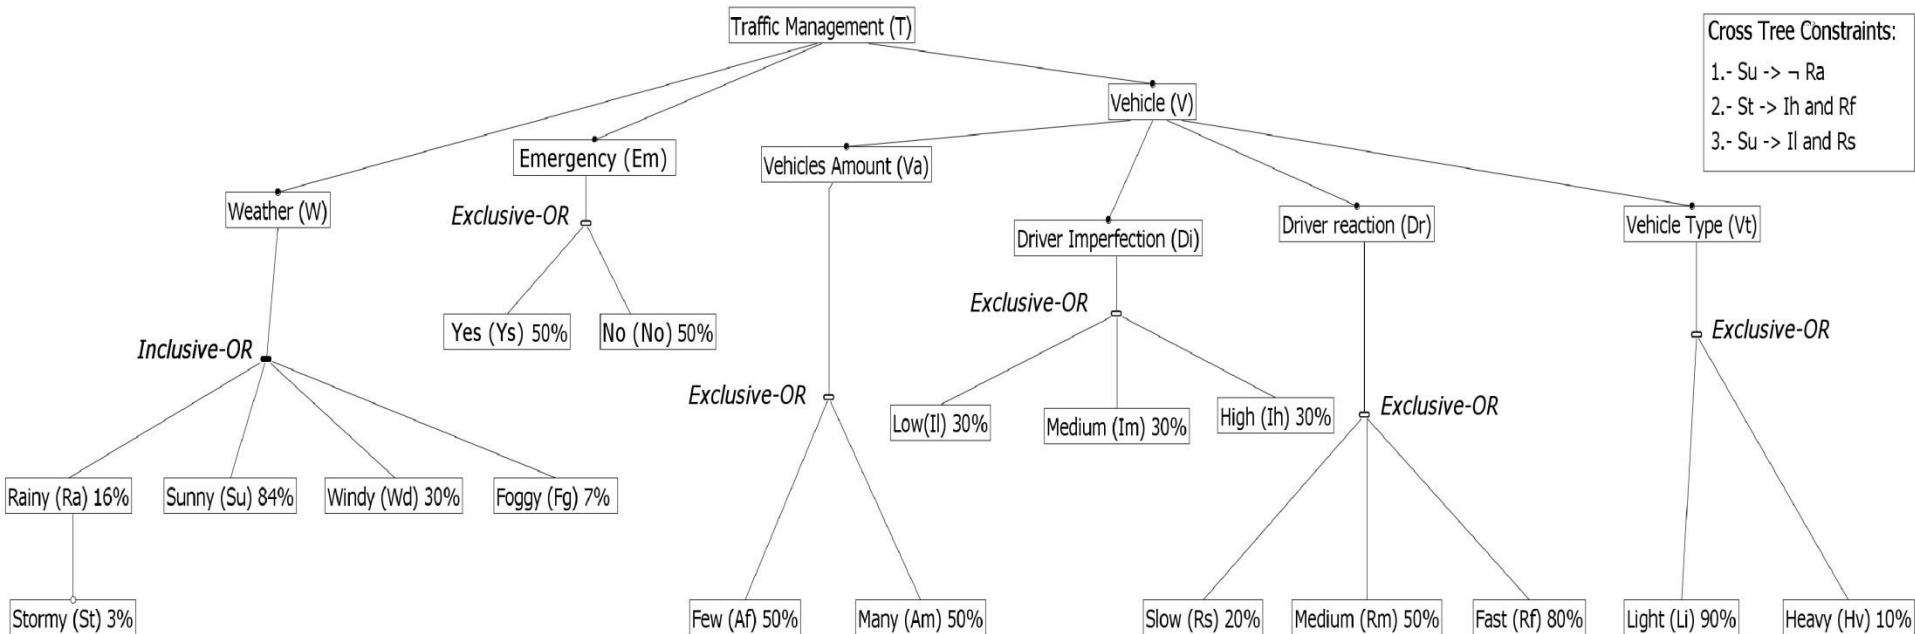 Traffic Management (T)
Cross Tree Constraints:
1.- Su -> ¬ Ra
2.- St -> Ih and Rf
3.- Su -> Il and Rs
Vehicle (V)
Emergency (Em)
Vehicles Amount (Va)
Weather (W)
Exclusive-OR
Driver Imperfection (Di)
Driver reaction (Dr)
Vehicle Type (Vt)
Exclusive-OR
Yes (Ys) 50%
No (No) 50%
Exclusive-OR
Inclusive-OR
Exclusive-OR
Low(Il) 30%
Medium (Im) 30%
High (Ih) 30%
Exclusive-OR
Rainy (Ra) 16%
Sunny (Su) 84%
Windy (Wd) 30%
Foggy (Fg) 7%
Stormy (St) 3%
Few (Af) 50%
Many (Am) 50%
Slow (Rs) 20%
Medium (Rm) 50%
Fast (Rf) 80%
Light (Li) 90%
Heavy (Hv) 10%